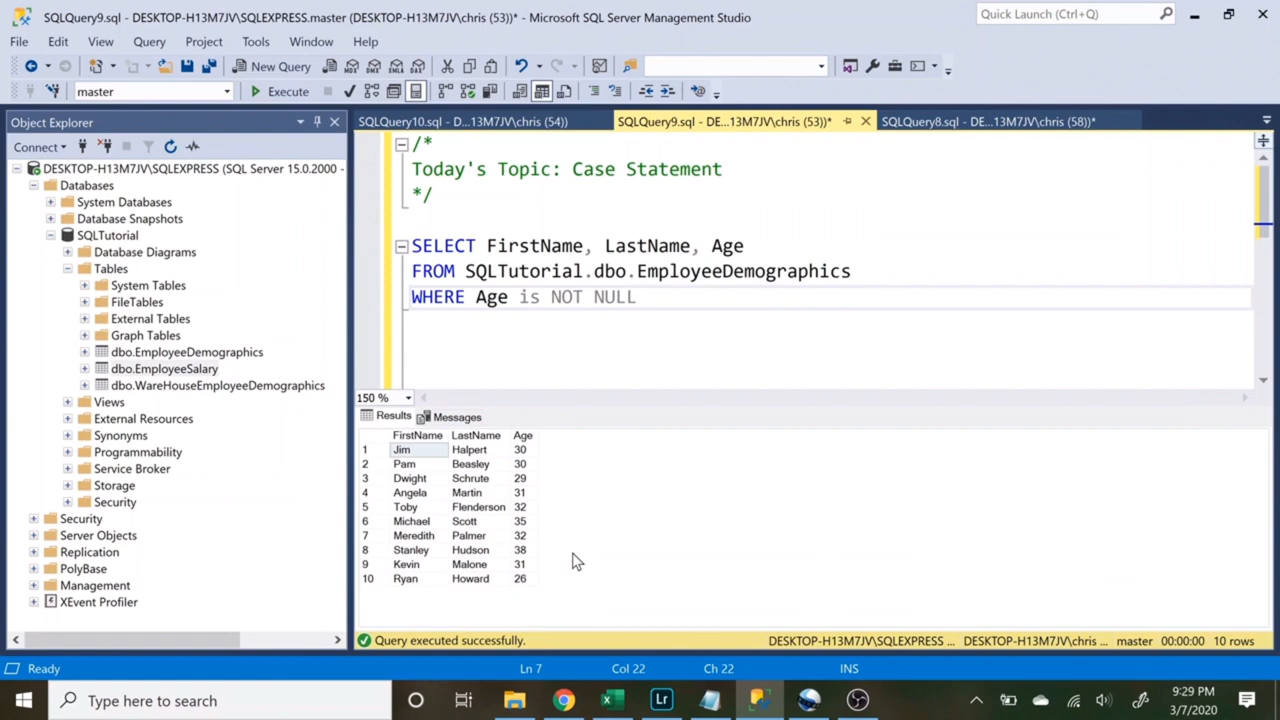 SQLQuery9.sql - DESKTOP-H13M7JV\SQLEXPRESS.master (DESKTOP-H13M7JV\chris (53))* - Microsoft SQL Server Management Studio
Quick Launch (Ctrl+Q)
File Edit View Query Project Tools Window Help
New Query
MDX DMX XMLA DAX
master
Execute
Object Explorer
Connect
DESKTOP-H13M7JV\SQLEXPRESS (SQL Server 15.0.2000 -
Databases
System Databases
Database Snapshots
SQLTutorial
Database Diagrams
Tables
System Tables
FileTables
External Tables
Graph Tables
dbo.EmployeeDemographics
dbo.EmployeeSalary
dbo.WareHouseEmployeeDemographics
Views
External Resources
Synonyms
Programmability
Service Broker
Storage
Security
Security
Server Objects
Replication
PolyBase
Management
XEvent Profiler
SQLQuery10.sql - D...13M7JV\chris (54))
SQLQuery9.sql - DE...13M7JV\chris (53))*
SQLQuery8.sql - DE...13M7JV\chris (58))*
/*
Today's Topic: Case Statement
*/
SELECT FirstName, LastName, Age
FROM SQLTutorial.dbo.EmployeeDemographics
WHERE Age is NOT NULL
150 %
Results Messages
FirstName LastName Age
1 Jim Halpert 30
2 Pam Beasley 30
3 Dwight Schrute 29
4 Angela Martin 31
5 Toby Flenderson 32
6 Michael Scott 35
7 Meredith Palmer 32
8 Stanley Hudson 38
9 Kevin Malone 31
10 Ryan Howard 26
Query executed successfully.
DESKTOP-H13M7JV\SQLEXPRESS ... DESKTOP-H13M7JV\chris ... master 00:00:00 10 rows
Ready Ln 7 Col 22 Ch 22 INS
Type here to search
Lr
9:29 PM
3/7/2020